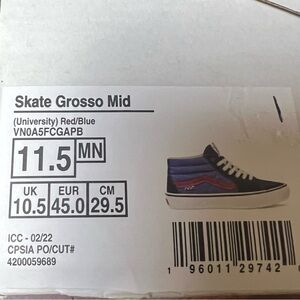 Skate Grosso Mid
(University) Red/Blue
VN0A5FCGAPB
11.5 MN
UK EUR CM
10.5 45.0 29.5
ICC - 02/22
CPSIA PO/CUT#
4200059689
1 96011 29742 6